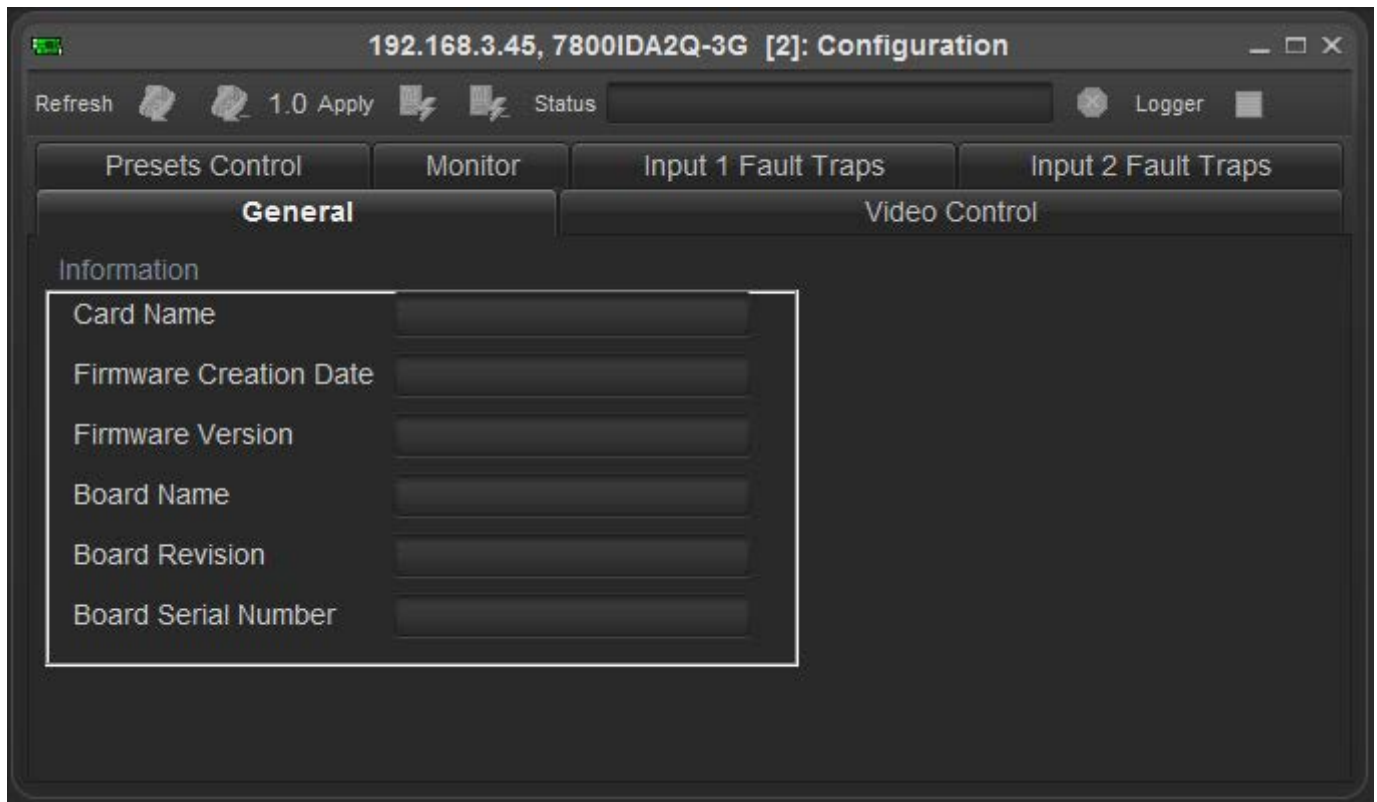 192.168.3.45, 7800IDA2Q-3G [2]: Configuration
Refresh 1.0 Apply Status Logger
Presets Control Monitor Input 1 Fault Traps Input 2 Fault Traps
General Video Control
Information
Card Name
Firmware Creation Date
Firmware Version
Board Name
Board Revision
Board Serial Number